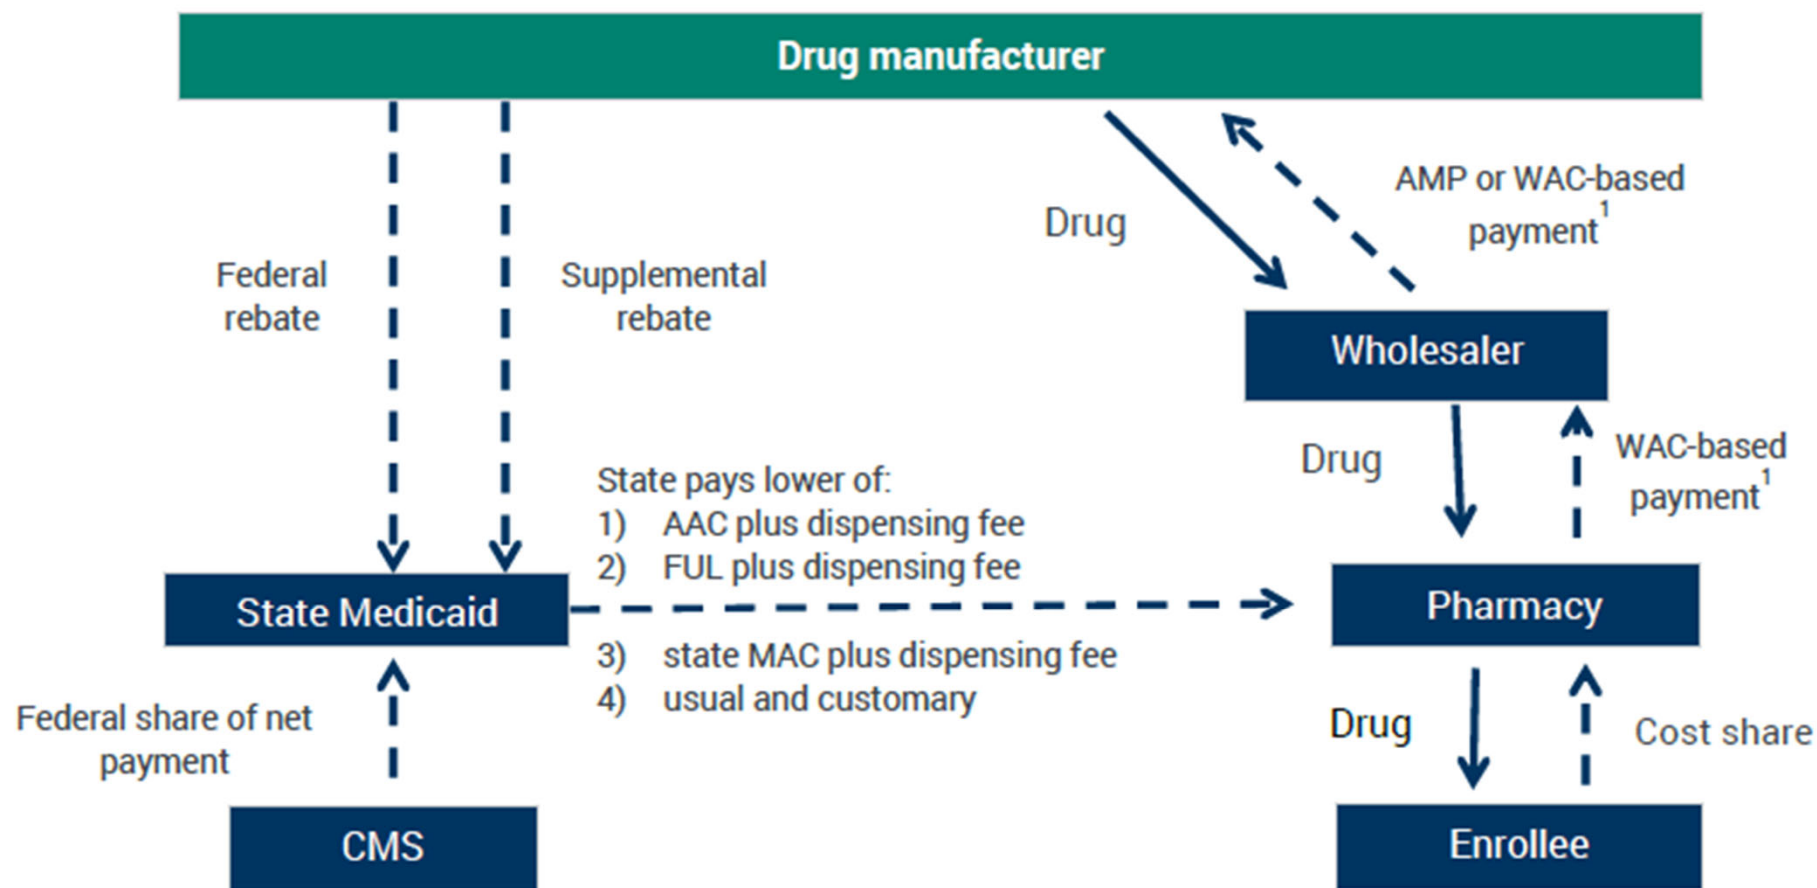 Drug manufacturer
AMP or WAC-based
payment1
Drug
Federal
rebate
Supplemental
rebate
Wholesaler
Drug
WAC-based
payment1
State pays lower of:
1) AAC plus dispensing fee
2) FUL plus dispensing fee
State Medicaid
Pharmacy
3) state MAC plus dispensing fee
4) usual and customary
Federal share of net
payment
Drug
Cost share
CMS
Enrollee